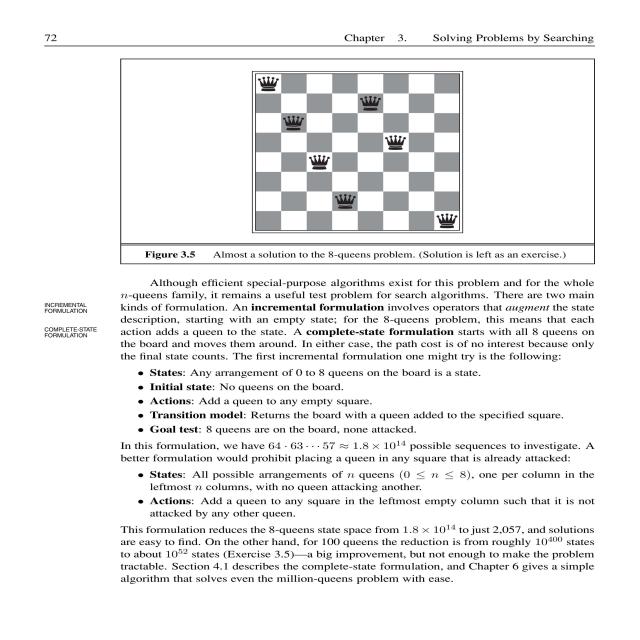 72 Chapter 3. Solving Problems by Searching
Figure 3.5 Almost a solution to the 8-queens problem. (Solution is left as an exercise.)
Although efficient special-purpose algorithms exist for this problem and for the whole
n-queens family, it remains a useful test problem for search algorithms. There are two main
INCREMENTAL
FORMULATION
kinds of formulation. An incremental formulation involves operators that augment the state
description, starting with an empty state; for the 8-queens problem, this means that each
COMPLETE-STATE
FORMULATION
action adds a queen to the state. A complete-state formulation starts with all 8 queens on
the board and moves them around. In either case, the path cost is of no interest because only
the final state counts. The first incremental formulation one might try is the following:
• States: Any arrangement of 0 to 8 queens on the board is a state.
• Initial state: No queens on the board.
• Actions: Add a queen to any empty square.
• Transition model: Returns the board with a queen added to the specified square.
• Goal test: 8 queens are on the board, none attacked.
In this formulation, we have 64 · 63 · · · 57 ≈ 1.8 × 10¹⁴ possible sequences to investigate. A
better formulation would prohibit placing a queen in any square that is already attacked:
• States: All possible arrangements of n queens (0 ≤ n ≤ 8), one per column in the
leftmost n columns, with no queen attacking another.
• Actions: Add a queen to any square in the leftmost empty column such that it is not
attacked by any other queen.
This formulation reduces the 8-queens state space from 1.8 × 10¹⁴ to just 2,057, and solutions
are easy to find. On the other hand, for 100 queens the reduction is from roughly 10⁴⁰⁰ states
to about 10⁵² states (Exercise 3.5)—a big improvement, but not enough to make the problem
tractable. Section 4.1 describes the complete-state formulation, and Chapter 6 gives a simple
algorithm that solves even the million-queens problem with ease.